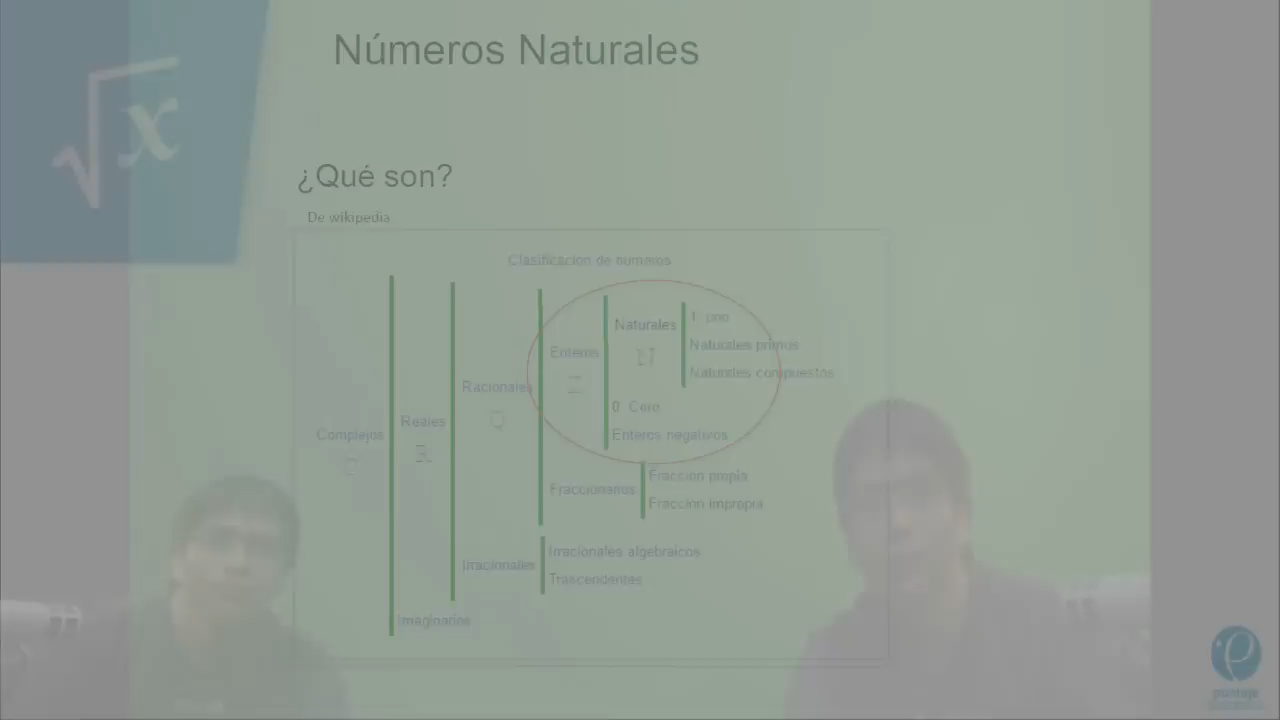 √x
Números Naturales
¿Qué son?
De wikipedia
Clasificación de números
Naturales
1: uno
Naturales primos
Enteros
N
Naturales compuestos
Z
Racionales
0: Cero
Reales
Q
Complejos
Enteros negativos
R
C
Fracción propia
Fraccionarios
Fracción impropia
Irracionales algebraicos
Irracionales
Trascendentes
Imaginarios
puntaje